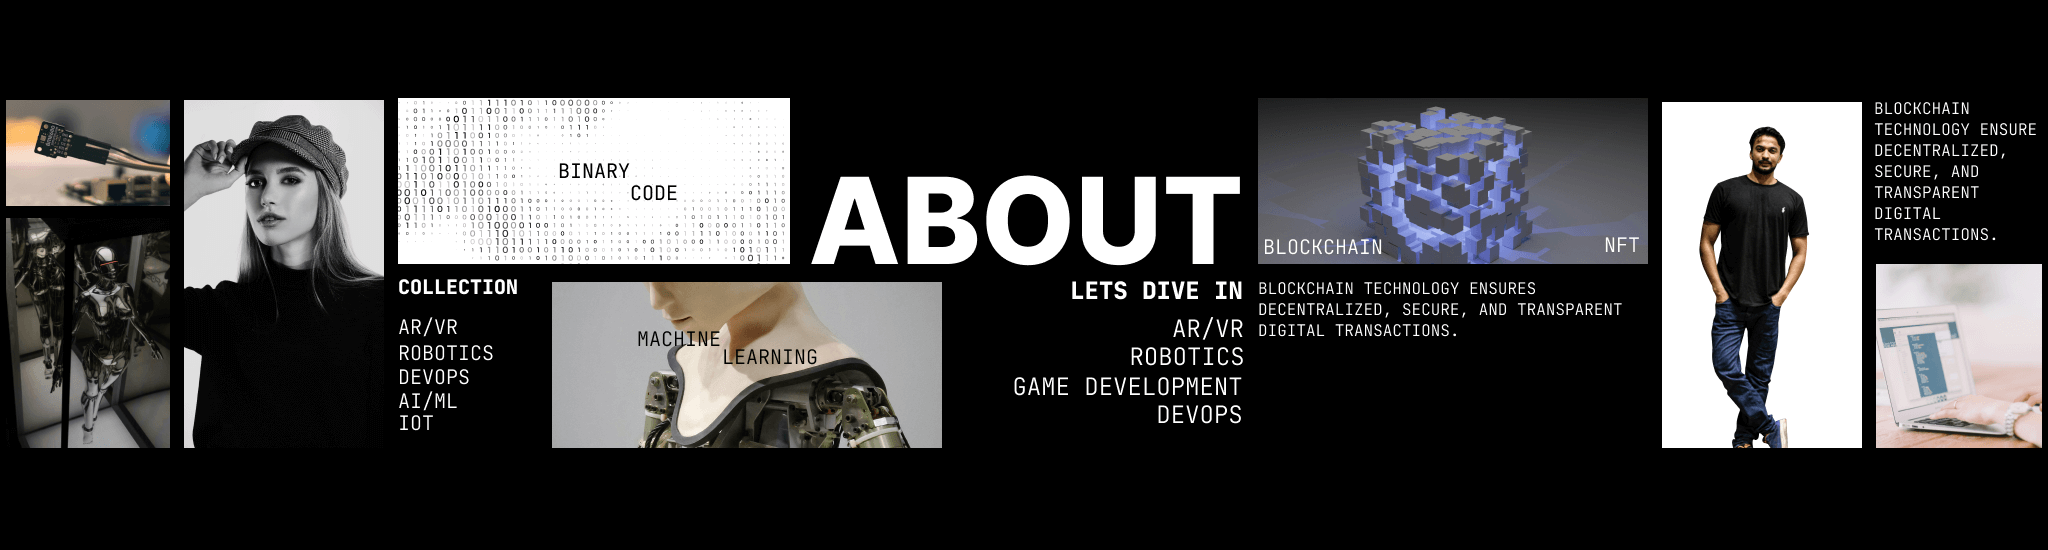 BINARY
CODE
COLLECTION
AR/VR
ROBOTICS
DEVOPS
AI/ML
IOT
MACHINE
LEARNING
ABOUT
LETS DIVE IN
AR/VR
ROBOTICS
GAME DEVELOPMENT
DEVOPS
BLOCKCHAIN
NFT
BLOCKCHAIN TECHNOLOGY ENSURES
DECENTRALIZED, SECURE, AND TRANSPARENT
DIGITAL TRANSACTIONS.
BLOCKCHAIN
TECHNOLOGY ENSURE
DECENTRALIZED,
SECURE, AND
TRANSPARENT
DIGITAL
TRANSACTIONS.